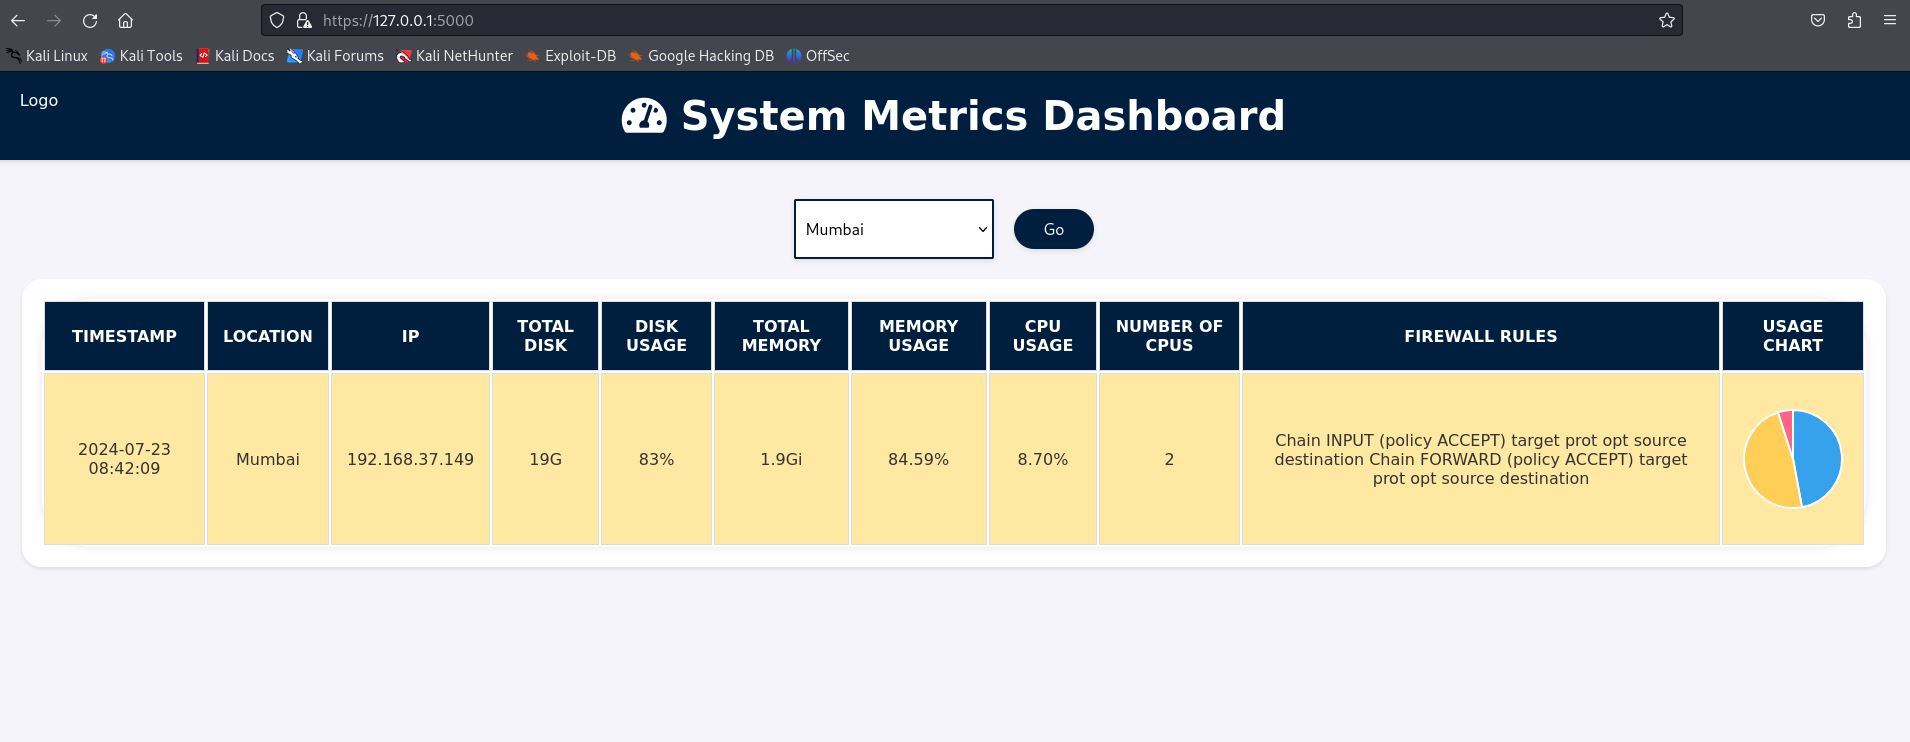 https://127.0.0.1:5000
Kali Linux Kali Tools Kali Docs Kali Forums Kali NetHunter Exploit-DB Google Hacking DB OffSec
Logo
System Metrics Dashboard
Mumbai Go
TIMESTAMP LOCATION IP TOTAL DISK DISK USAGE TOTAL MEMORY MEMORY USAGE CPU USAGE NUMBER OF CPUS FIREWALL RULES USAGE CHART
2024-07-23 08:42:09 Mumbai 192.168.37.149 19G 83% 1.9Gi 84.59% 8.70% 2
Chain INPUT (policy ACCEPT) target prot opt source
destination Chain FORWARD (policy ACCEPT) target
prot opt source destination